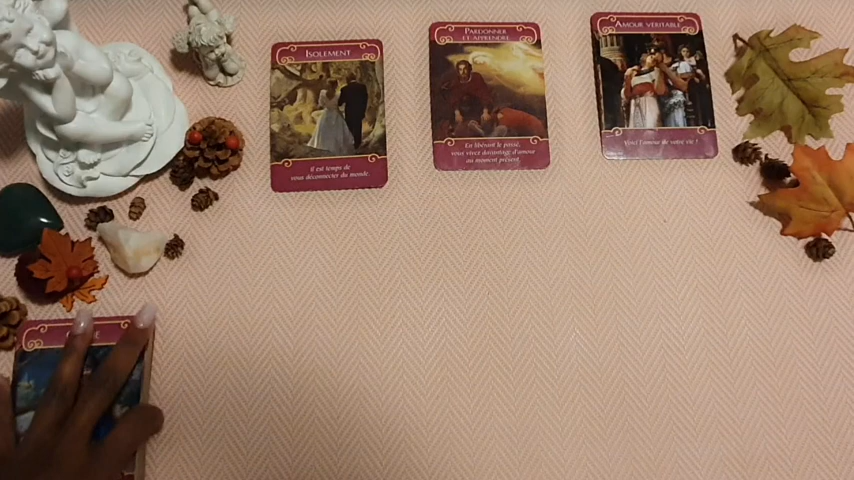 ISOLEMENT
Il est temps de
vous déconnecter du monde.
PARDONNER
ET APPRENDRE
En libérant le passé,
vous vivez davantage d'amour
au moment présent.
AMOUR VÉRITABLE
Voici l'amour de votre vie !